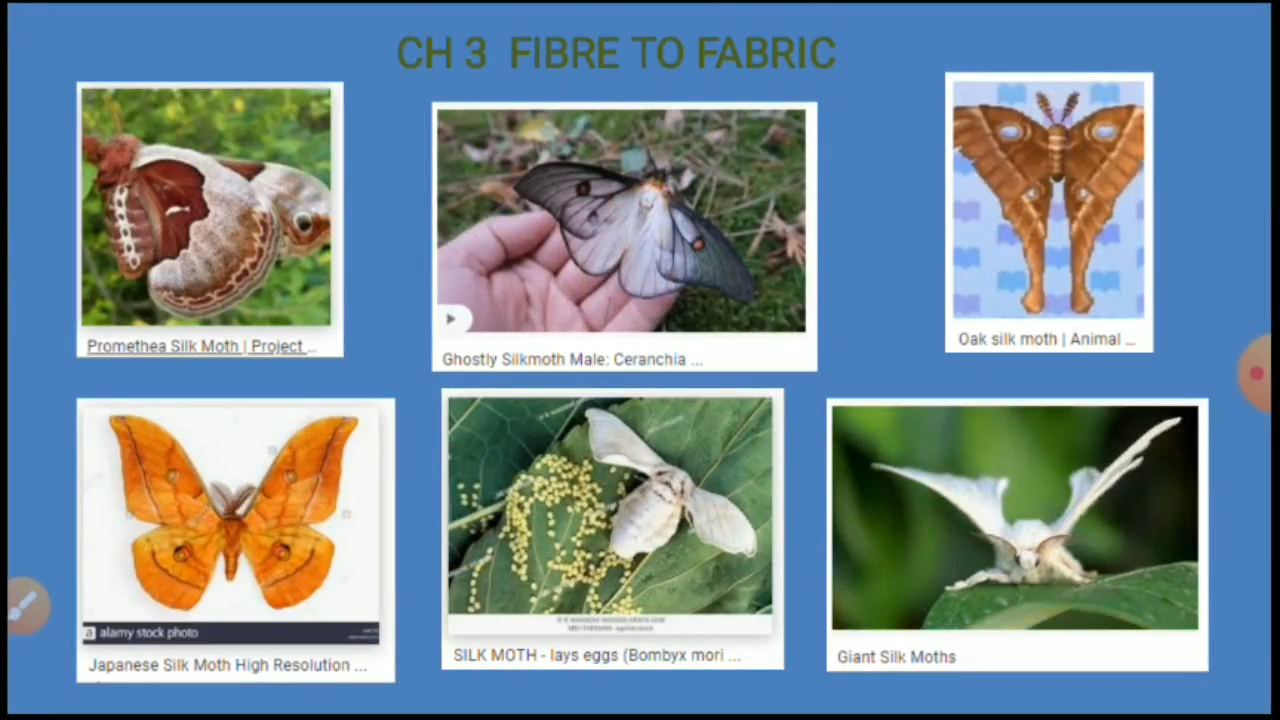 CH 3 FIBRE TO FABRIC
Promethea Silk Moth | Project ...
Ghostly Silkmoth Male: Ceranchia ...
Oak silk moth | Animal ...
a alamy stock photo
Japanese Silk Moth High Resolution ...
SILK MOTH - lays eggs (Bombyx mori ...
Giant Silk Moths